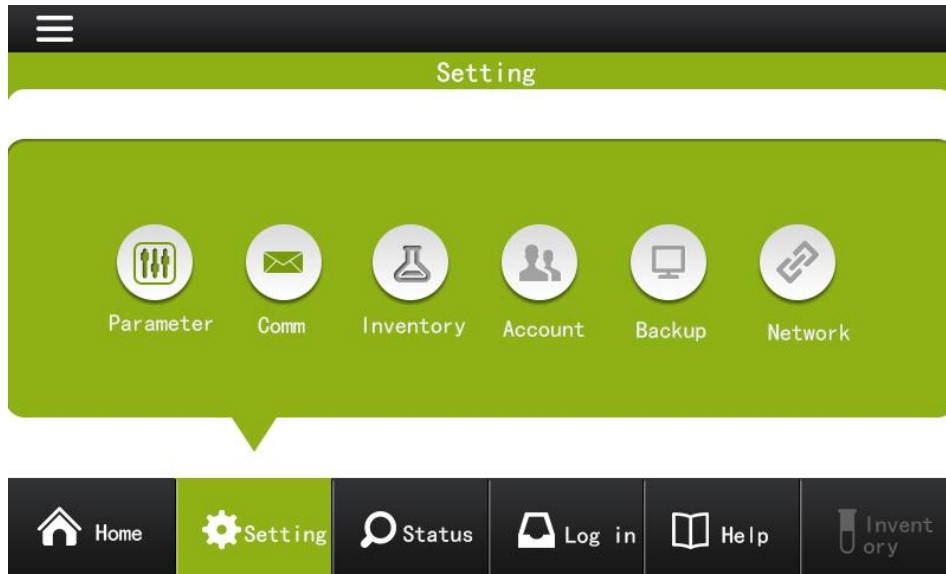 Setting
Parameter
Comm
Inventory
Account
Backup
Network
Home
Setting
Status
Log in
Help
Invent
ory